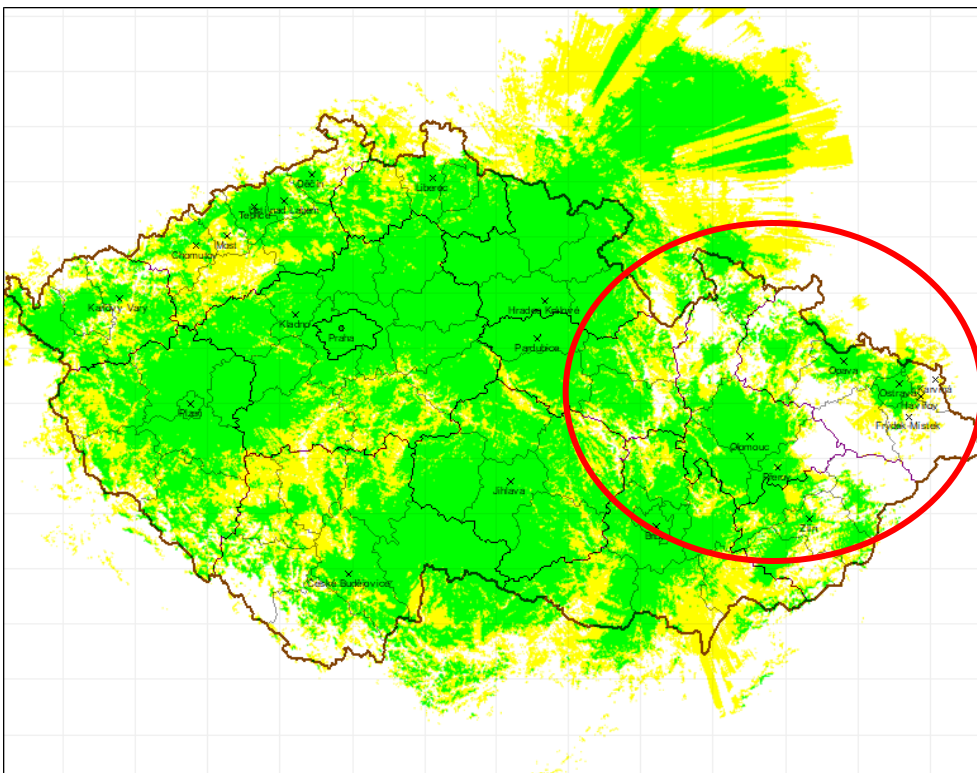 Děčín
Liberec
Ústí nad Labem
Teplice
Most
Chomutov
Karlovy Vary
Hradec Králové
Kladno
Praha
Pardubice
Opava
Karviná
Ostrava
Havířov
Frýdek Místek
Plzeň
Olomouc
Přerov
Jihlava
Zlín
Brno
České Budějovice